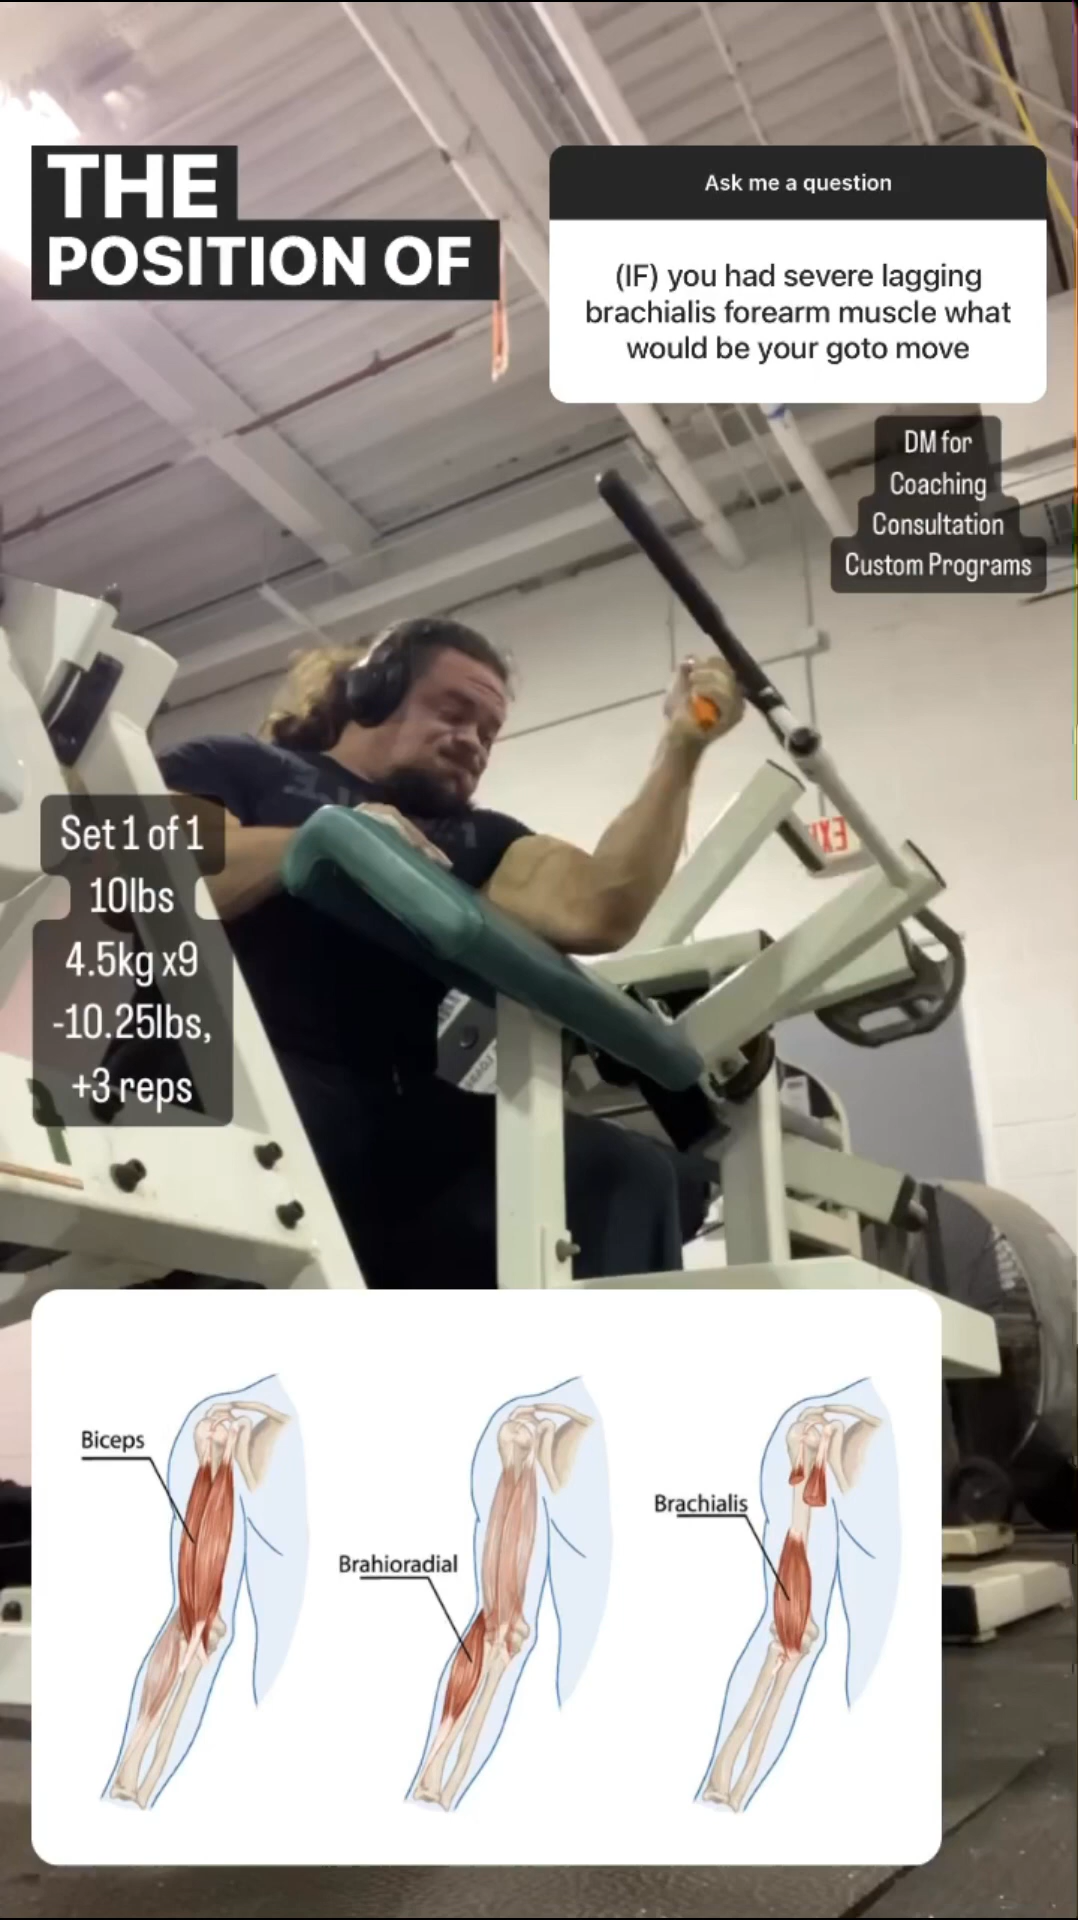 THE
POSITION OF
Ask me a question
(IF) you had severe lagging
brachialis forearm muscle what
would be your goto move
DM for
Coaching
Consultation
Custom Programs
EXI
Set 1 of 1
10lbs
4.5kg x9
-10.25lbs,
+3 reps
Biceps
Brahioradial
Brachialis